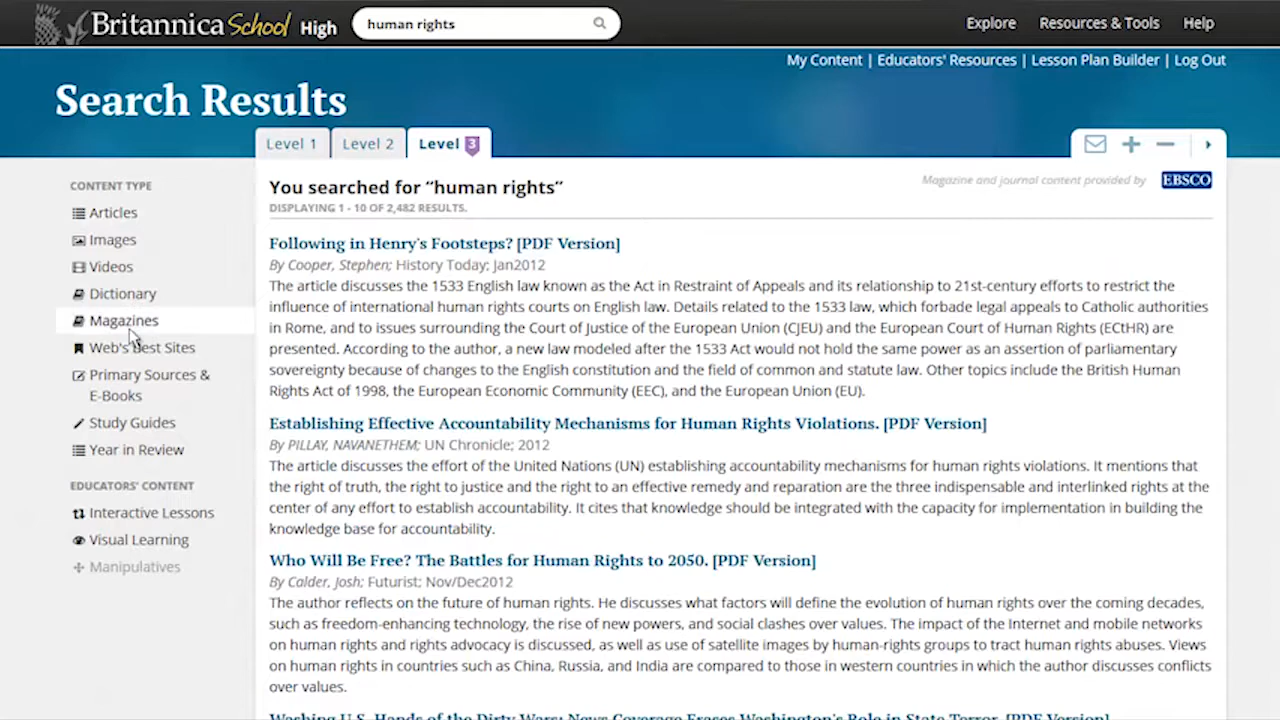 Britannica School High
human rights
Explore
Resources & Tools
Help
My Content | Educators' Resources | Lesson Plan Builder | Log Out
Search Results
Level 1
Level 2
Level 3
CONTENT TYPE
Articles
Images
Videos
Dictionary
Magazines
Web's Best Sites
Primary Sources &
E-Books
Study Guides
Year in Review
EDUCATORS' CONTENT
Interactive Lessons
Visual Learning
Manipulatives
You searched for “human rights”
Magazine and journal content provided by EBSCO
DISPLAYING 1 - 10 OF 2,482 RESULTS.
Following in Henry's Footsteps? [PDF Version]
By Cooper, Stephen; History Today; Jan2012
The article discusses the 1533 English law known as the Act in Restraint of Appeals and its relationship to 21st-century efforts to restrict the
influence of international human rights courts on English law. Details related to the 1533 law, which forbade legal appeals to Catholic authorities
in Rome, and to issues surrounding the Court of Justice of the European Union (CJEU) and the European Court of Human Rights (ECtHR) are
presented. According to the author, a new law modeled after the 1533 Act would not hold the same power as an assertion of parliamentary
sovereignty because of changes to the English constitution and the field of common and statute law. Other topics include the British Human
Rights Act of 1998, the European Economic Community (EEC), and the European Union (EU).
Establishing Effective Accountability Mechanisms for Human Rights Violations. [PDF Version]
By PILLAY, NAVANETHEM; UN Chronicle; 2012
The article discusses the effort of the United Nations (UN) establishing accountability mechanisms for human rights violations. It mentions that
the right of truth, the right to justice and the right to an effective remedy and reparation are the three indispensable and interlinked rights at the
center of any effort to establish accountability. It cites that knowledge should be integrated with the capacity for implementation in building the
knowledge base for accountability.
Who Will Be Free? The Battles for Human Rights to 2050. [PDF Version]
By Calder, Josh; Futurist; Nov/Dec2012
The author reflects on the future of human rights. He discusses what factors will define the evolution of human rights over the coming decades,
such as freedom-enhancing technology, the rise of new powers, and social clashes over values. The impact of the Internet and mobile networks
on human rights and rights advocacy is discussed, as well as use of satellite images by human-rights groups to tract human rights abuses. Views
on human rights in countries such as China, Russia, and India are compared to those in western countries in which the author discusses conflicts
over values.
Washing U.S. Hands of the Dirty Wars: News Coverage Erases Washington's Role in State Terror. [PDF Version]